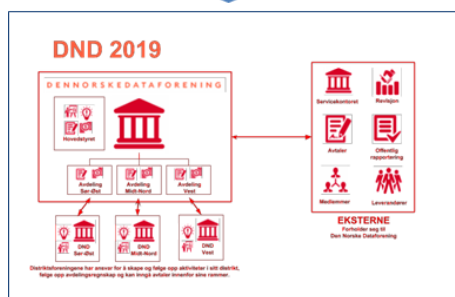 DND 2019
DENNORSKEDATAFORENING
Hovedstyret
Avdeling
Sør-Øst
Avdeling
Midt-Nord
Avdeling
Vest
DND
Sør-Øst
DND
Midt-Nord
DND
Vest
Distriktsforeningene har ansvar for å skape og følge opp aktiviteter i sitt distrikt,
følge opp avdelingsregnskap og kan inngå avtaler innenfor sine rammer.
Servicekontoret
Revisjon
Avtaler
Offentlig
rapportering
Medlemmer
Leverandører
EKSTERNE
Forholder seg til
Den Norske Dataforening